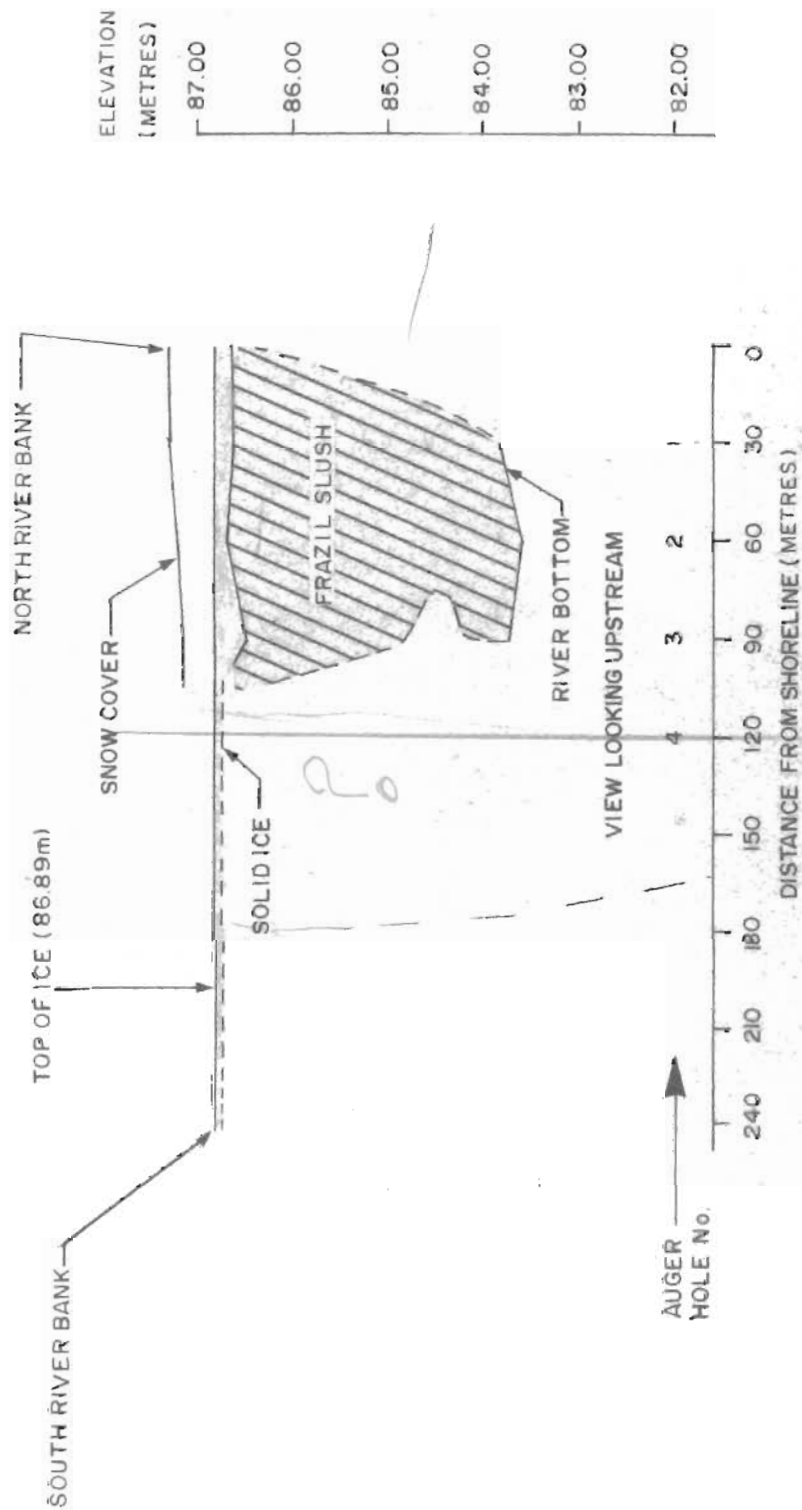 SOUTH RIVER BANK
TOP OF ICE (86.89m)
SNOW COVER
NORTH RIVER BANK
ELEVATION
(METRES)
87.00
86.00
85.00
84.00
83.00
82.00
FRAZIL SLUSH
SOLID ICE
?
RIVER BOTTOM
VIEW LOOKING UPSTREAM
AUGER
HOLE No.
4 3 2 1
240 210 180 150 120 90 60 30 0
DISTANCE FROM SHORELINE (METRES)